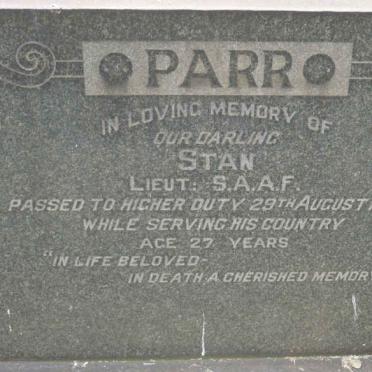 PARR
IN LOVING MEMORY OF
OUR DARLING
STAN
LIEUT: S.A.A.F.
PASSED TO HIGHER DUTY 29TH AUGUST
WHILE SERVING HIS COUNTRY
AGE 27 YEARS
"IN LIFE BELOVED-
IN DEATH A CHERISHED MEMORY